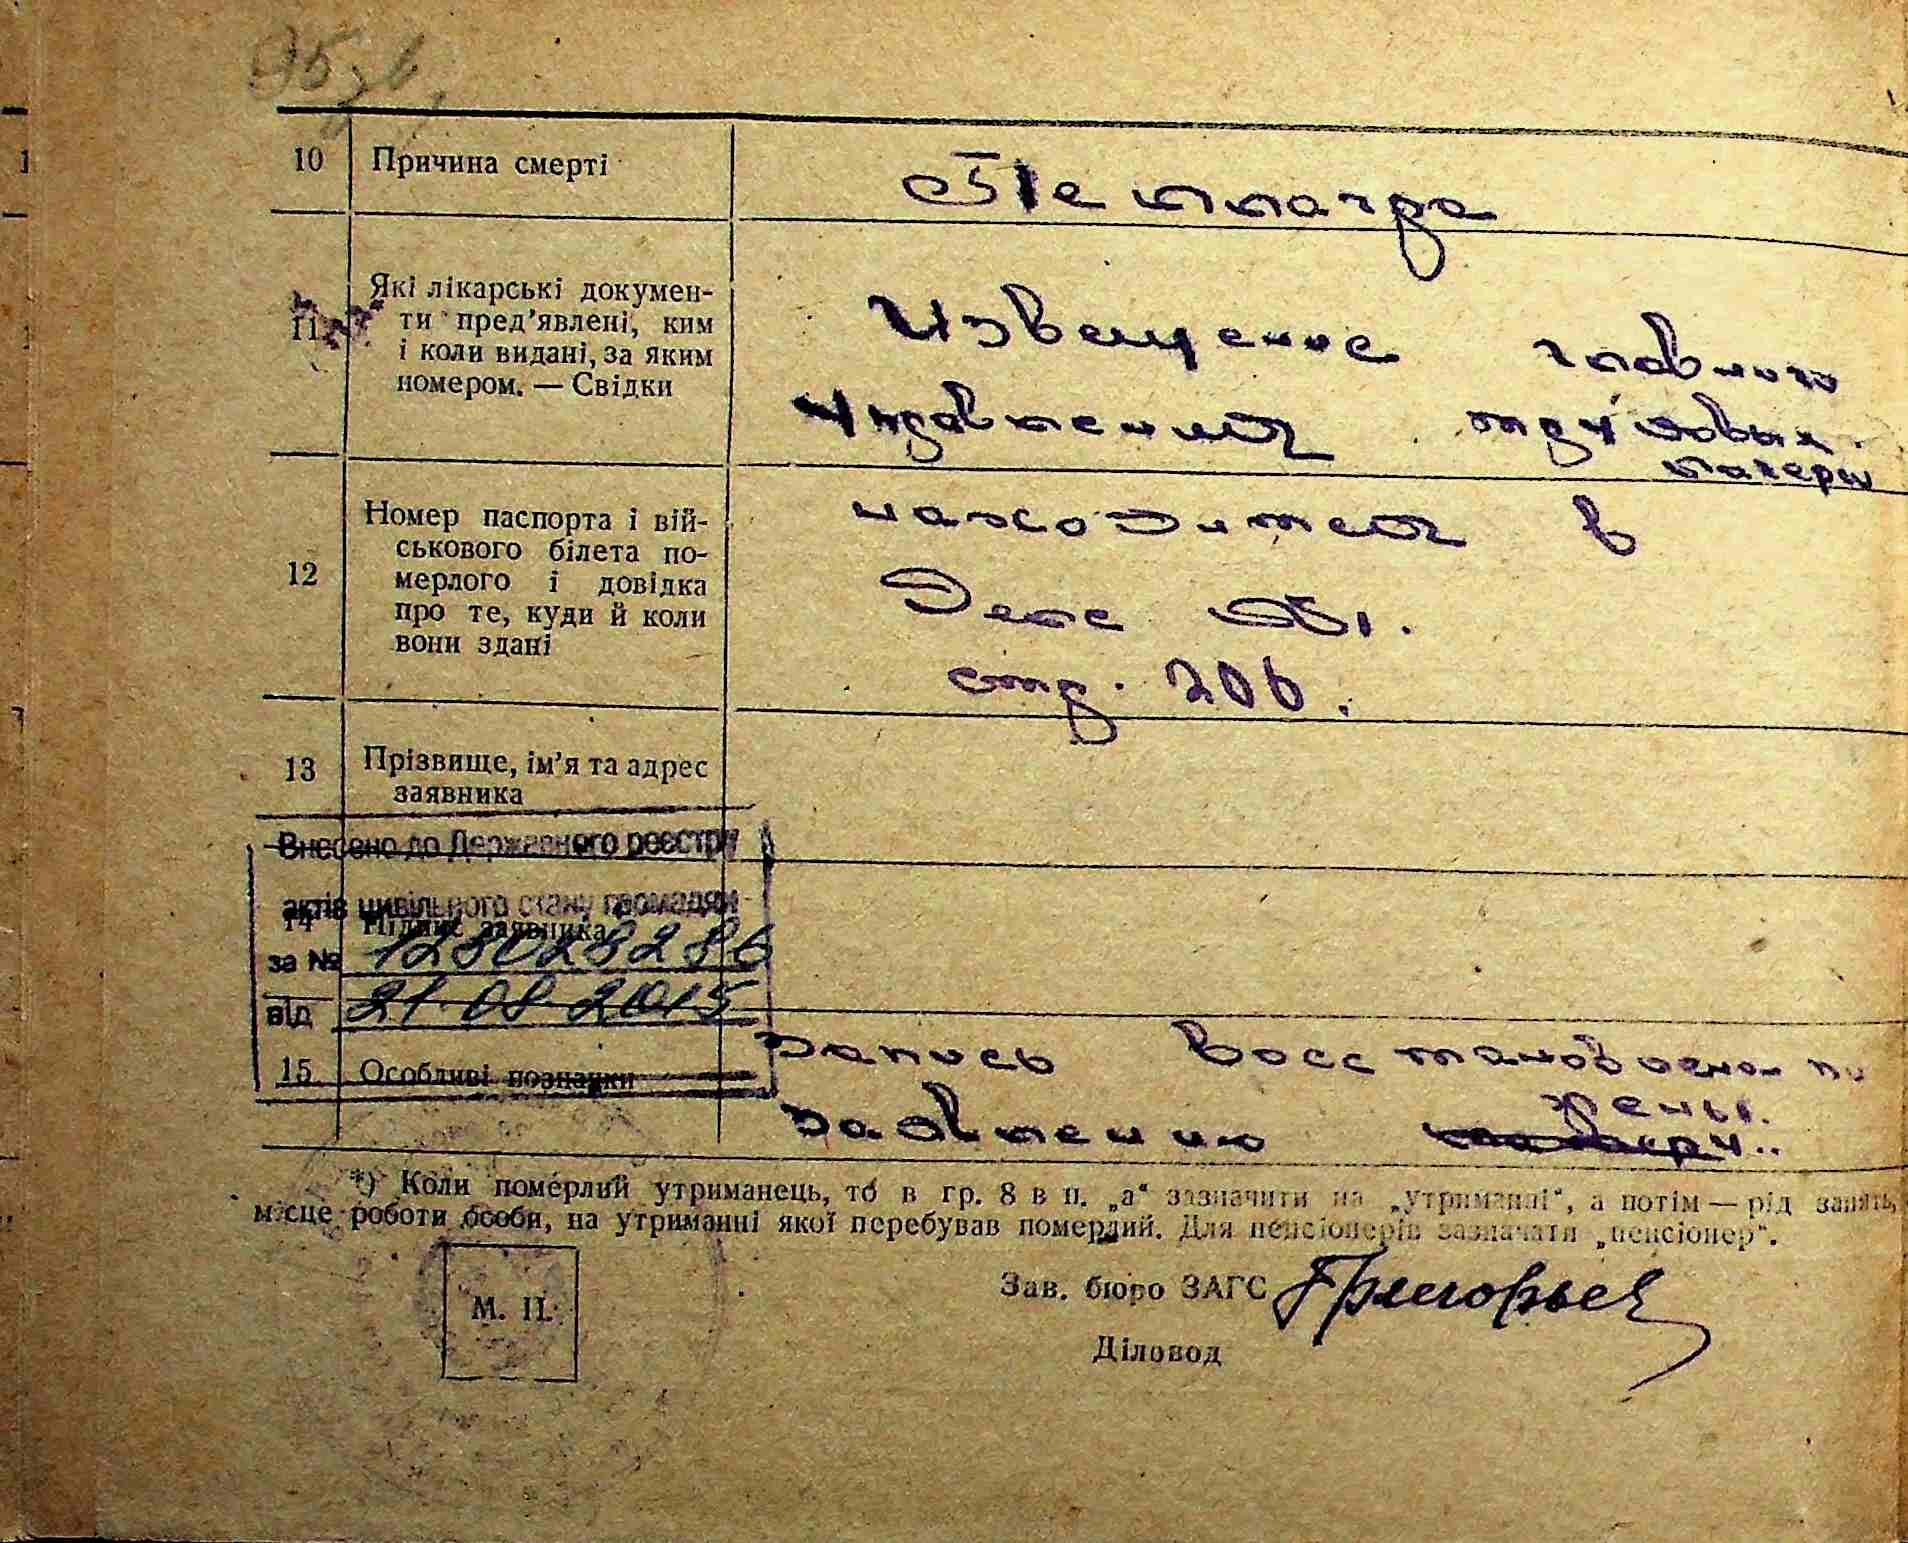 10 Причина смерті Пеллагра
11 Які лікарські докумен-
ти пред'явлені, ким
і коли видані, за яким
номером. — Свідки
Извещение главного
управления трудовых
лагерей
12 Номер паспорта і вій-
ськового білета по-
мерлого і довідка
про те, куди й коли
вони здані
находится в
деле
стр. 206.
13 Прізвище, ім'я та адрес
заявника
Внесено до Державного реєстру
актів цивільного стану громадян
14 Підпис заявника
за № 128028286
від 21.08.2015
15 Особливі познаки
Запись восстановлена по
жены.
заявлению
*) Коли померлий утриманець, то в гр. 8 в п. „а“ зазначити на „утриманні“, а потім — рід занять,
місце роботи особи, на утриманні якої перебував померлий. Для пенсіонерів зазначати „пенсіонер“.
Зав. бюро ЗАГС Григорьев
М. П.
Діловод